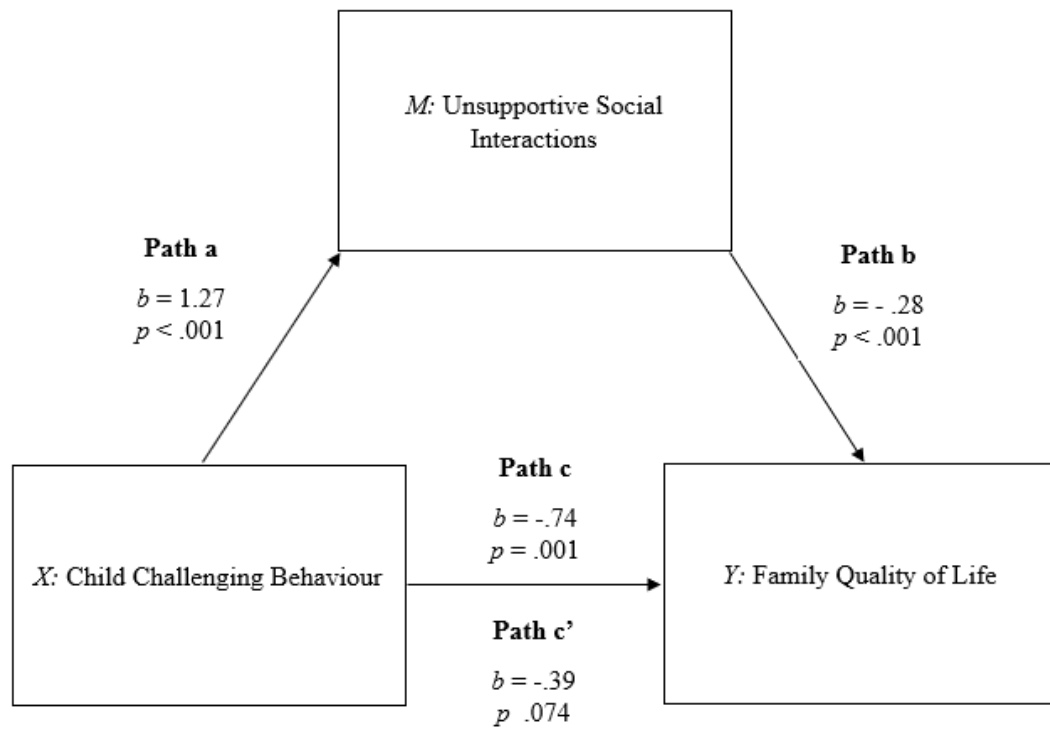 M: Unsupportive Social
Interactions
Path a
b = 1.27
p < .001
Path b
b = - .28
p < .001
Path c
b = -.74
p = .001
X: Child Challenging Behaviour
Y: Family Quality of Life
Path c’
b = -.39
p .074